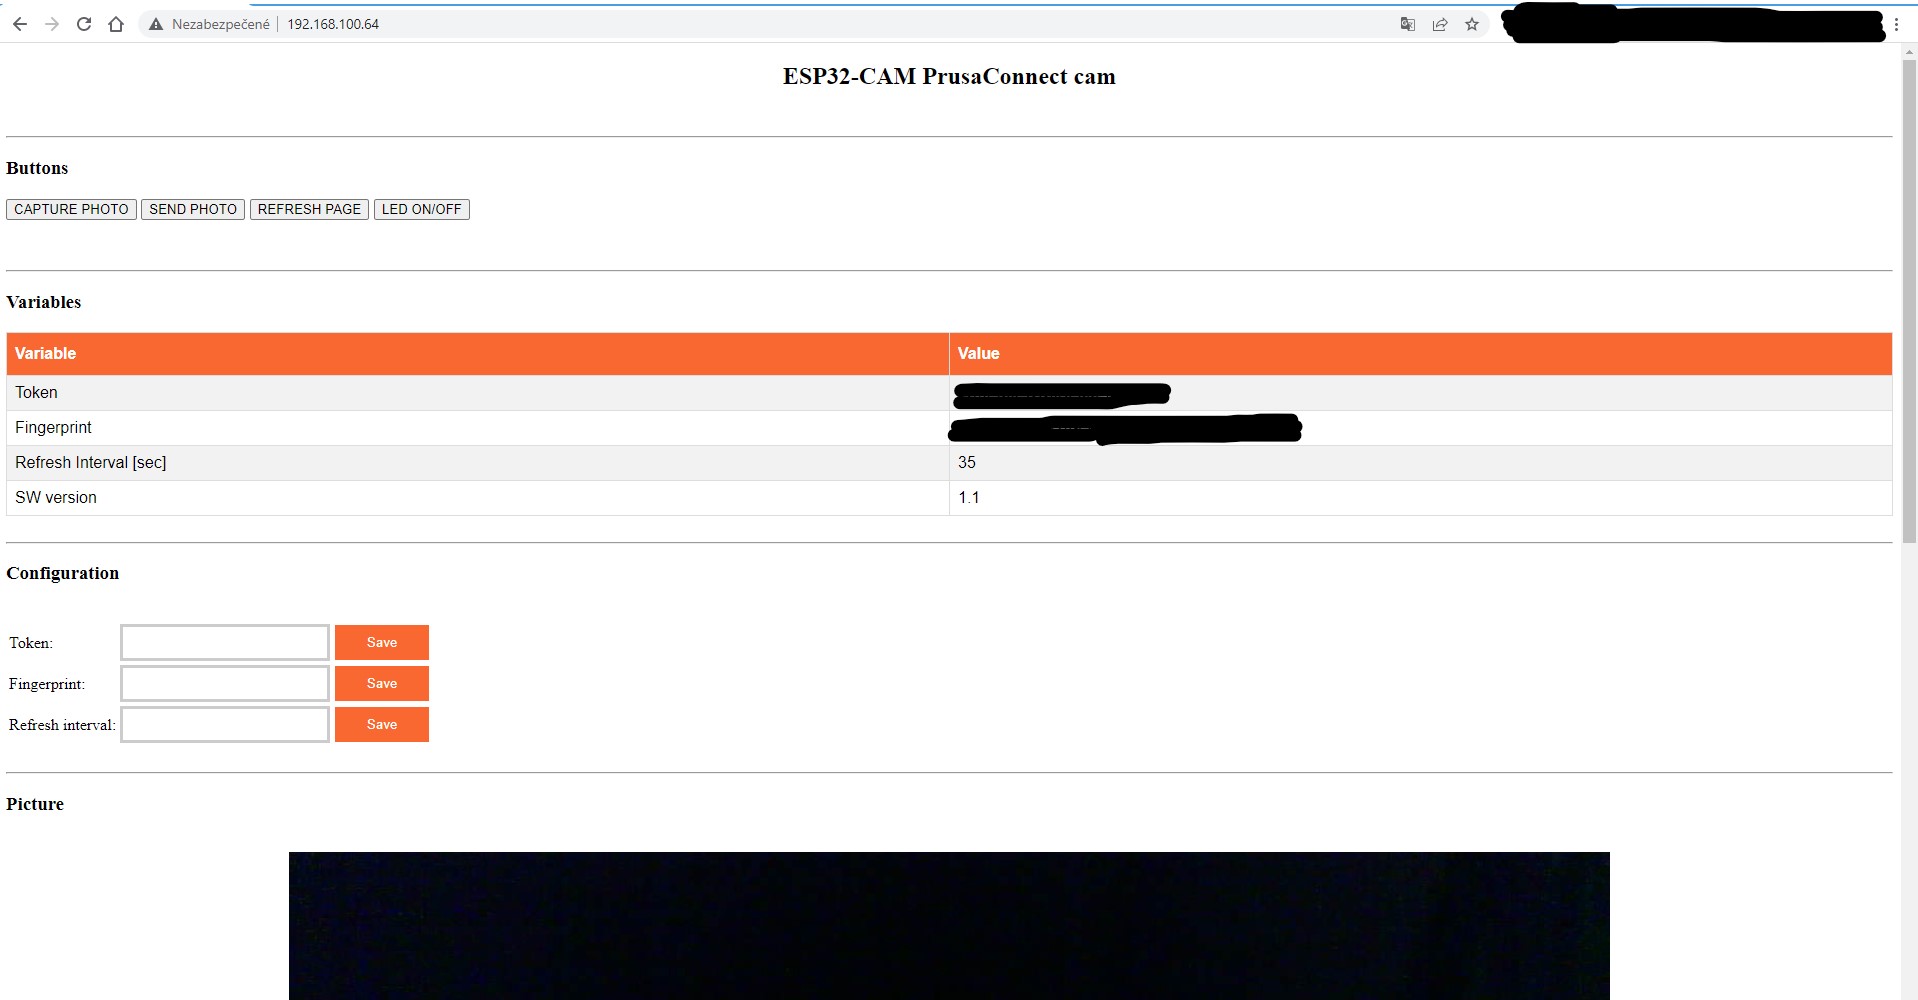 Nezabezpečené 192.168.100.64
ESP32-CAM PrusaConnect cam
Buttons
CAPTURE PHOTO SEND PHOTO REFRESH PAGE LED ON/OFF
Variables
Variable Value
Token
Fingerprint
Refresh Interval [sec] 35
SW version 1.1
Configuration
Token: Save
Fingerprint: Save
Refresh interval: Save
Picture